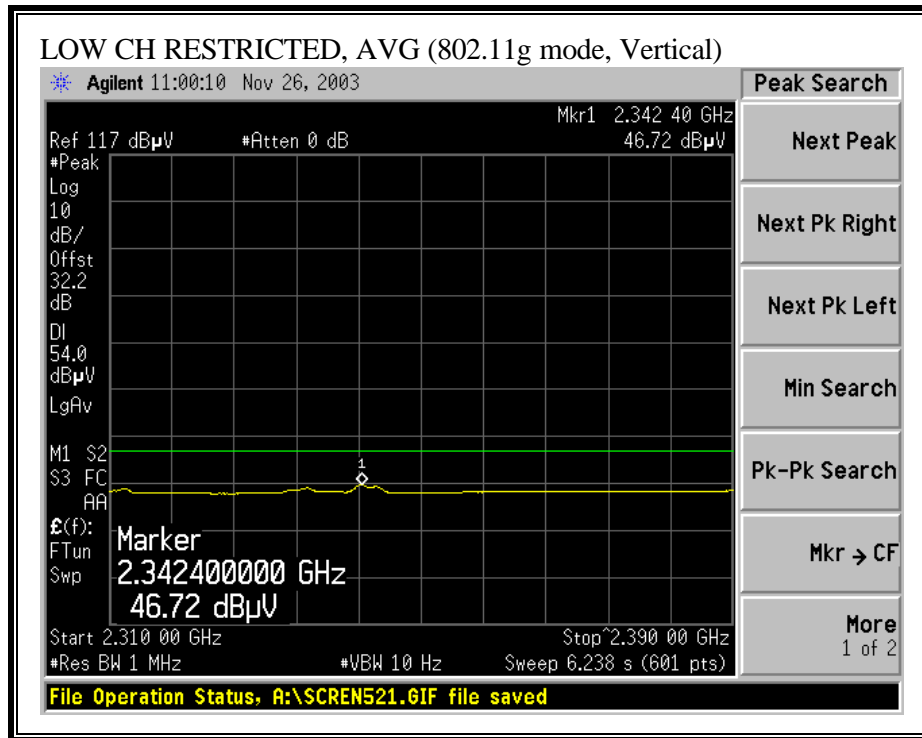 LOW CH RESTRICTED, AVG (802.11g mode, Vertical)
Agilent 11:00:10 Nov 26, 2003
Peak Search
Mkr1 2.342 40 GHz
Ref 117 dBµV #Atten 0 dB 46.72 dBµV
#Peak
Log
10
dB/
Offst
32.2
dB
DI
54.0
dBµV
LgAv
M1 S2
S3 FC
AA
£(f):
FTun
Swp
1
Marker
2.342400000 GHz
46.72 dBµV
Start 2.310 00 GHz Stop^2.390 00 GHz
#Res BW 1 MHz #VBW 10 Hz Sweep 6.238 s (601 pts)
Next Peak
Next Pk Right
Next Pk Left
Min Search
Pk-Pk Search
Mkr → CF
More
1 of 2
File Operation Status, A:\SCREN521.GIF file saved